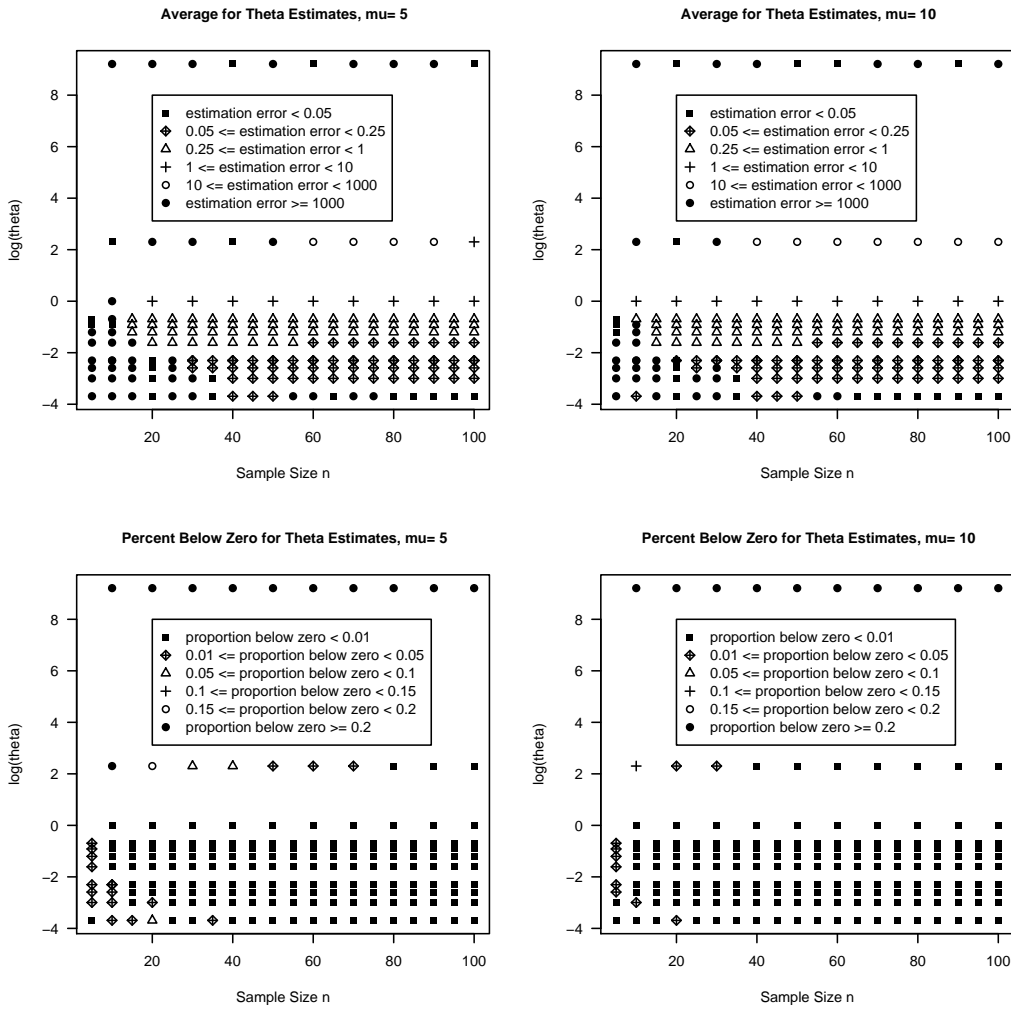 Average for Theta Estimates, mu= 5
log(theta)
8
6
4
2
0
−2
−4
estimation error < 0.05
0.05 <= estimation error < 0.25
0.25 <= estimation error < 1
1 <= estimation error < 10
10 <= estimation error < 1000
estimation error >= 1000
20 40 60 80 100
Sample Size n
Average for Theta Estimates, mu= 10
log(theta)
8
6
4
2
0
−2
−4
estimation error < 0.05
0.05 <= estimation error < 0.25
0.25 <= estimation error < 1
1 <= estimation error < 10
10 <= estimation error < 1000
estimation error >= 1000
20 40 60 80 100
Sample Size n
Percent Below Zero for Theta Estimates, mu= 5
log(theta)
8
6
4
2
0
−2
−4
proportion below zero < 0.01
0.01 <= proportion below zero < 0.05
0.05 <= proportion below zero < 0.1
0.1 <= proportion below zero < 0.15
0.15 <= proportion below zero < 0.2
proportion below zero >= 0.2
20 40 60 80 100
Sample Size n
Percent Below Zero for Theta Estimates, mu= 10
log(theta)
8
6
4
2
0
−2
−4
proportion below zero < 0.01
0.01 <= proportion below zero < 0.05
0.05 <= proportion below zero < 0.1
0.1 <= proportion below zero < 0.15
0.15 <= proportion below zero < 0.2
proportion below zero >= 0.2
20 40 60 80 100
Sample Size n